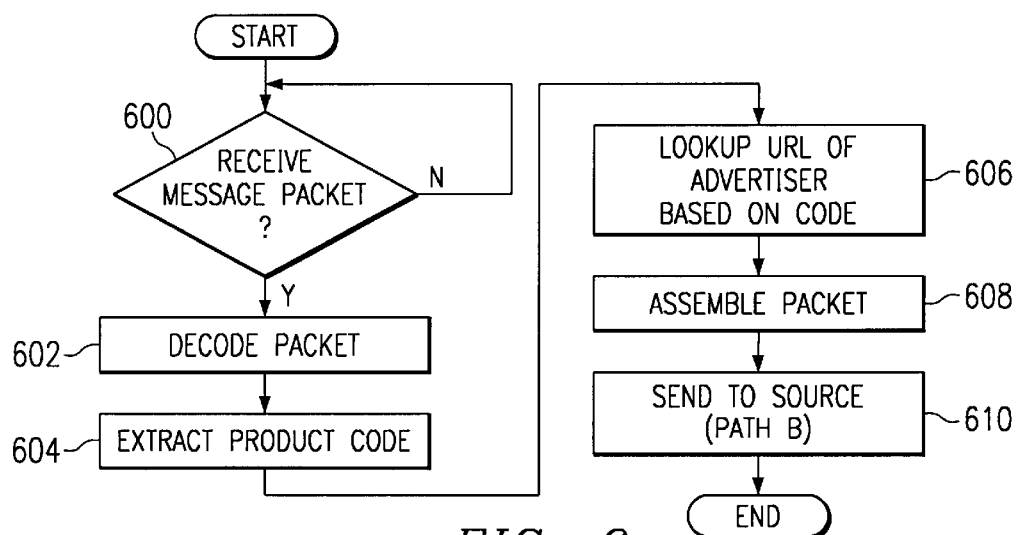 START
600
RECEIVE
MESSAGE PACKET
?
N
Y
602
DECODE PACKET
604
EXTRACT PRODUCT CODE
LOOKUP URL OF
ADVERTISER
BASED ON CODE
606
ASSEMBLE PACKET
608
SEND TO SOURCE
(PATH B)
610
END
FIG.